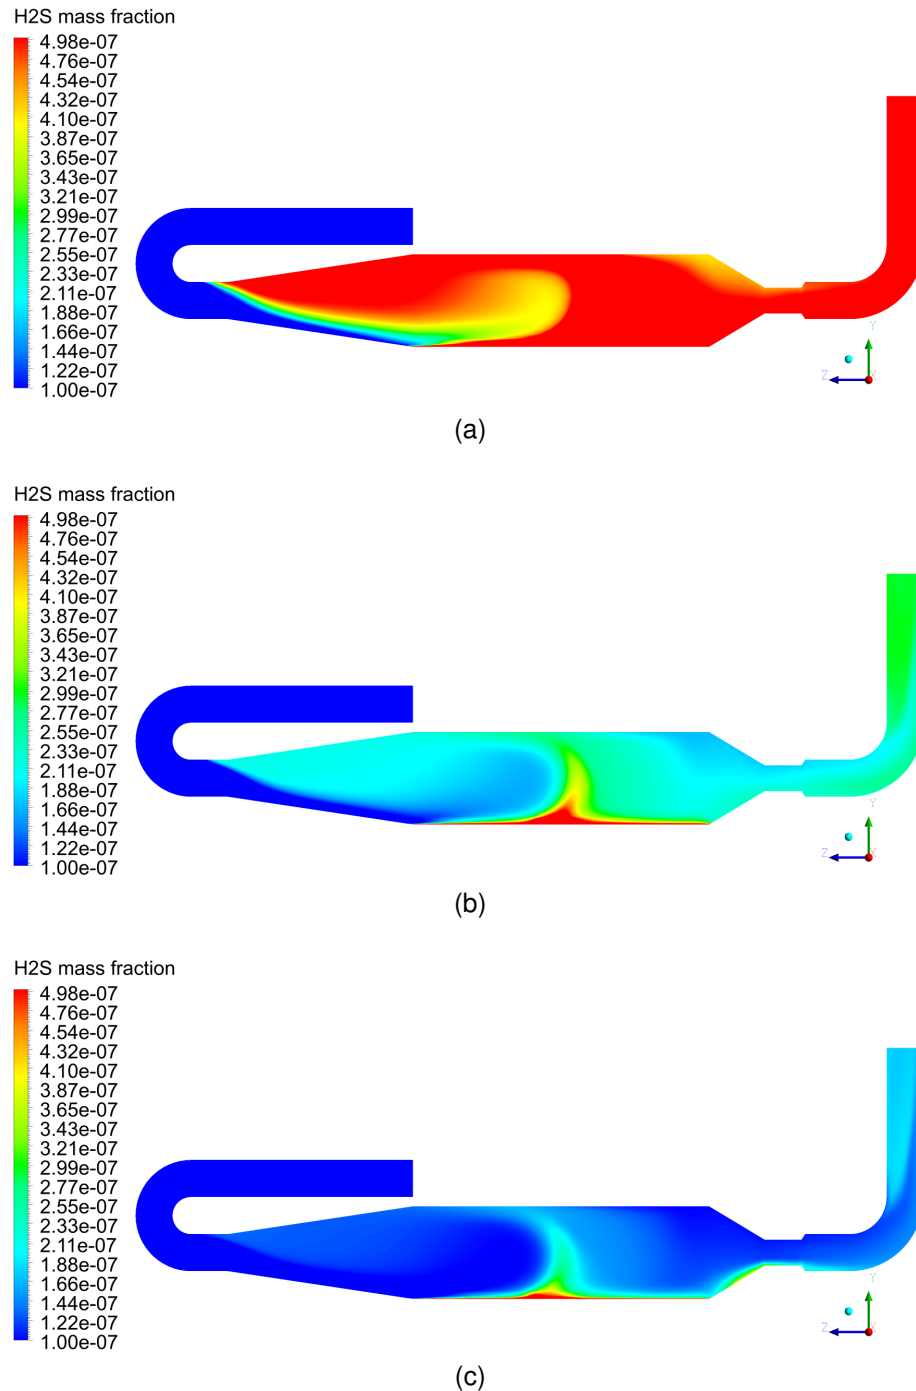 H2S mass fraction
4.98e-07
4.76e-07
4.54e-07
4.32e-07
4.10e-07
3.87e-07
3.65e-07
3.43e-07
3.21e-07
2.99e-07
2.77e-07
2.55e-07
2.33e-07
2.11e-07
1.88e-07
1.66e-07
1.44e-07
1.22e-07
1.00e-07
Y
Z
X
(a)
H2S mass fraction
4.98e-07
4.76e-07
4.54e-07
4.32e-07
4.10e-07
3.87e-07
3.65e-07
3.43e-07
3.21e-07
2.99e-07
2.77e-07
2.55e-07
2.33e-07
2.11e-07
1.88e-07
1.66e-07
1.44e-07
1.22e-07
1.00e-07
Y
Z
X
(b)
H2S mass fraction
4.98e-07
4.76e-07
4.54e-07
4.32e-07
4.10e-07
3.87e-07
3.65e-07
3.43e-07
3.21e-07
2.99e-07
2.77e-07
2.55e-07
2.33e-07
2.11e-07
1.88e-07
1.66e-07
1.44e-07
1.22e-07
1.00e-07
Y
Z
X
(c)